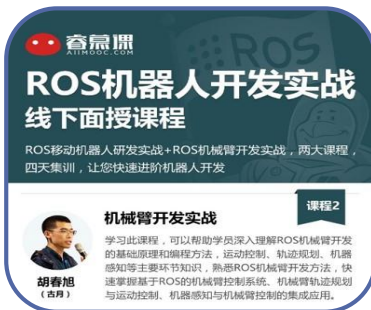 睿慕课
AIIMOOC.COM
ROS
ROS机器人开发实战
线下面授课程
ROS移动机器人研发实战+ROS机械臂开发实战，两大课程，
四天集训，让您快速进阶机器人开发
课程2
机械臂开发实战
学习此课程，可以帮助学员深入理解ROS机械臂开发
的基础原理和编程方法，运动控制、轨迹规划、机器
感知等主要环节知识，熟悉ROS机械臂开发方法，快
速掌握基于ROS的机械臂控制系统、机械臂轨迹规划
与运动控制、机器感知与机械臂控制的集成应用。
胡春旭
（古月）